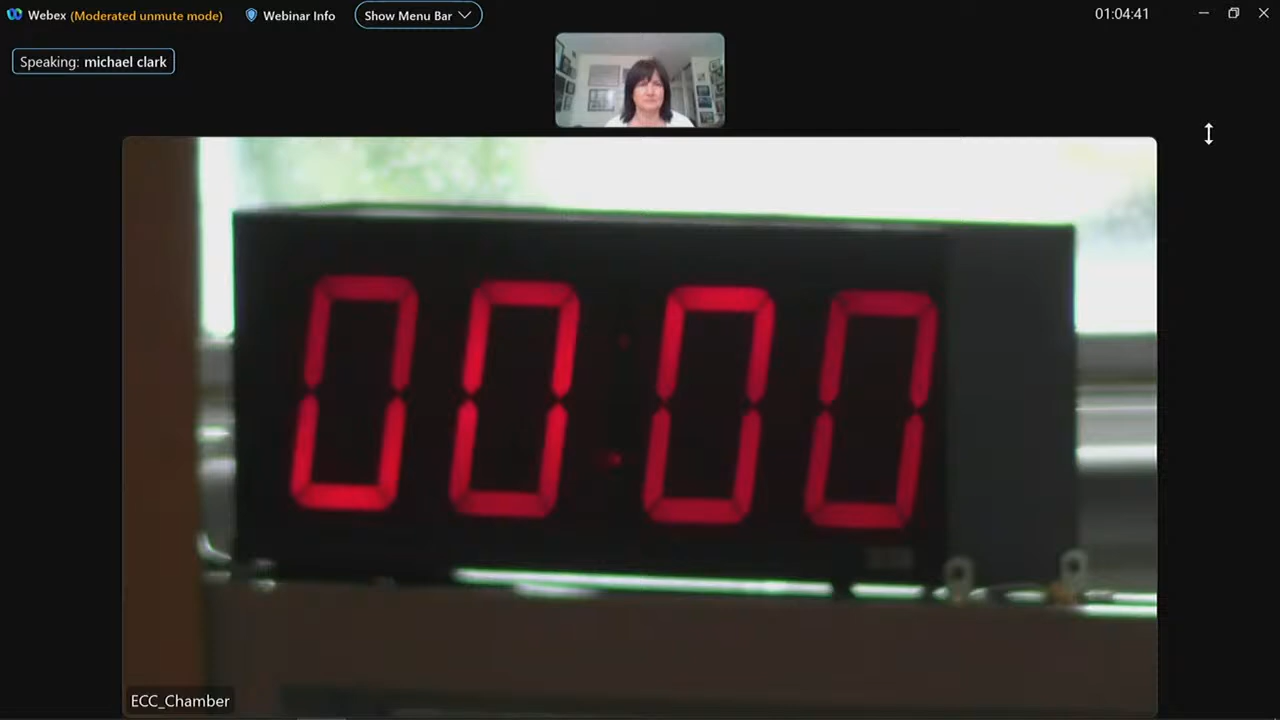 Webex (Moderated unmute mode) Webinar Info Show Menu Bar 01:04:41
Speaking: michael clark
00:00
ECC_Chamber